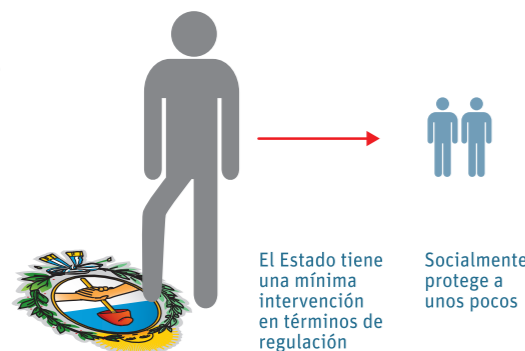 El Estado tiene
una mínima
intervención
en términos de
regulación
Socialmente
protege a
unos pocos